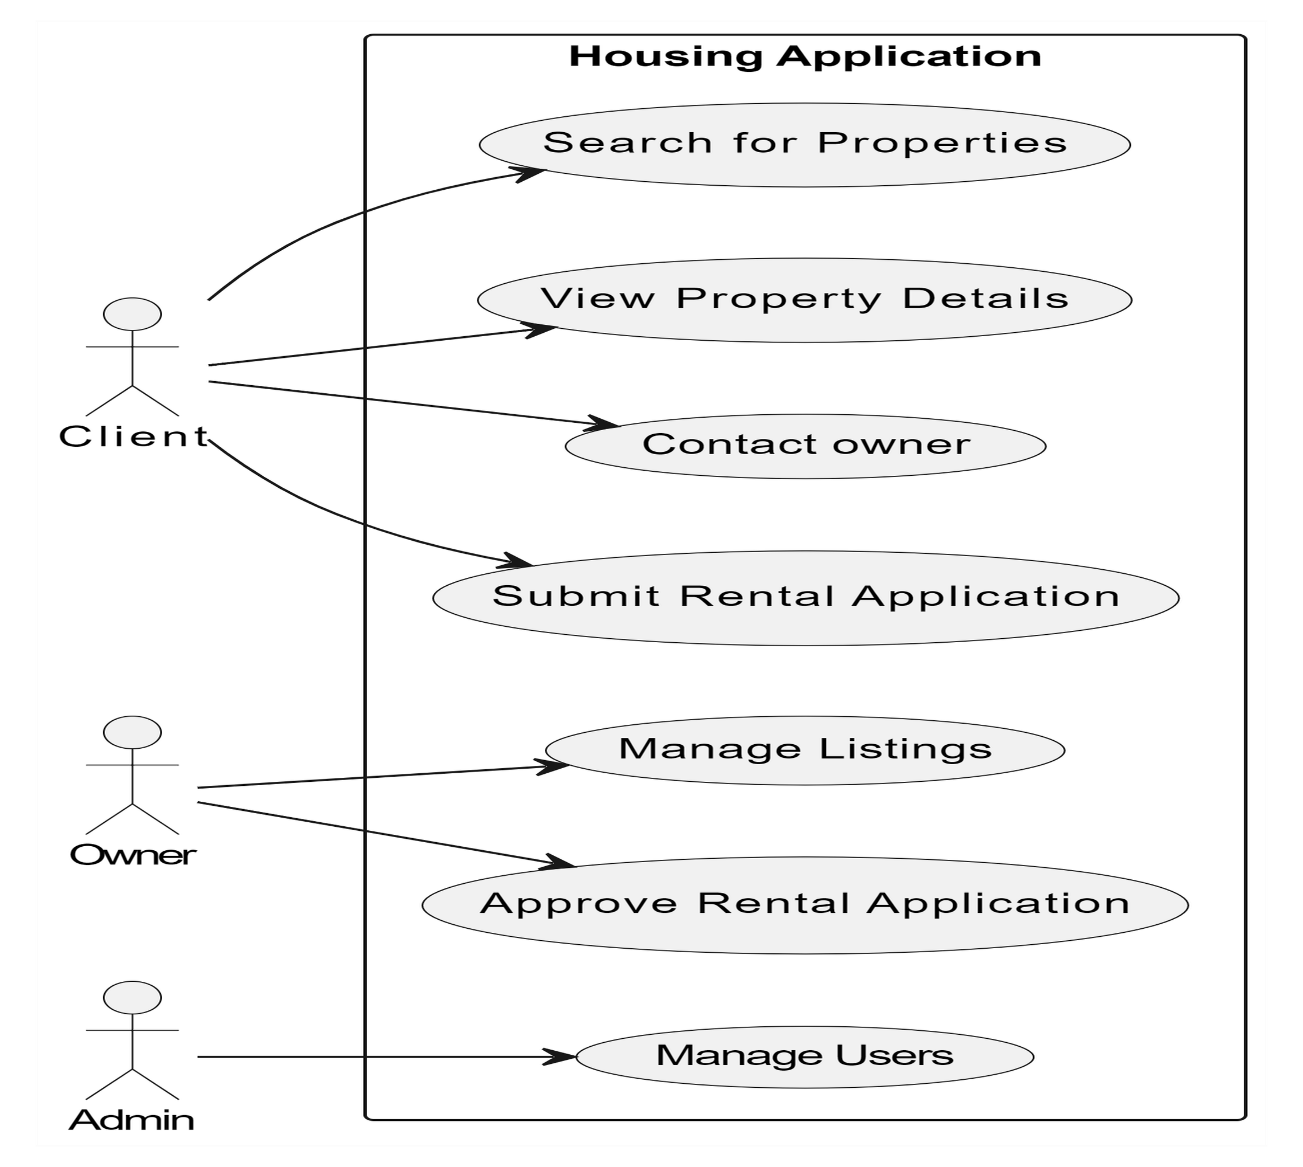 Housing Application
Search for Properties
View Property Details
Client
Contact owner
Submit Rental Application
Manage Listings
Owner
Approve Rental Application
Manage Users
Admin